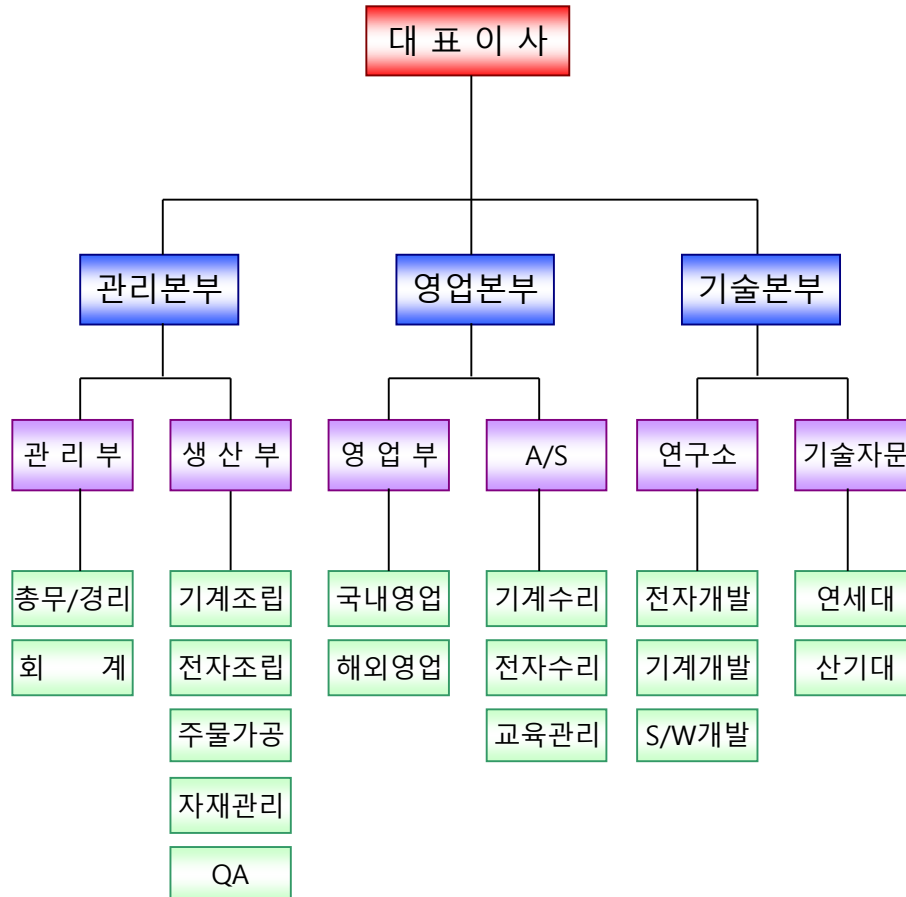 대 표 이 사
관리본부 영업본부 기술본부
관 리 부 생 산 부 영 업 부 A/S 연구소 기술자문
총무/경리 기계조립 국내영업 기계수리 전자개발 연세대
회 계 전자조립 해외영업 전자수리 기계개발 산기대
주물가공 교육관리 S/W개발
자재관리
QA